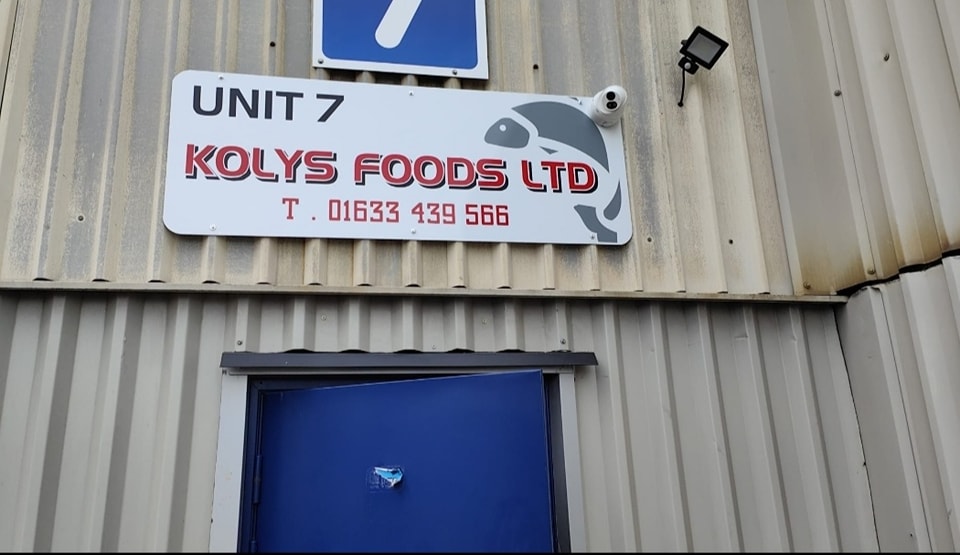 7
UNIT 7
KOLYS FOODS LTD
T . 01633 439 566